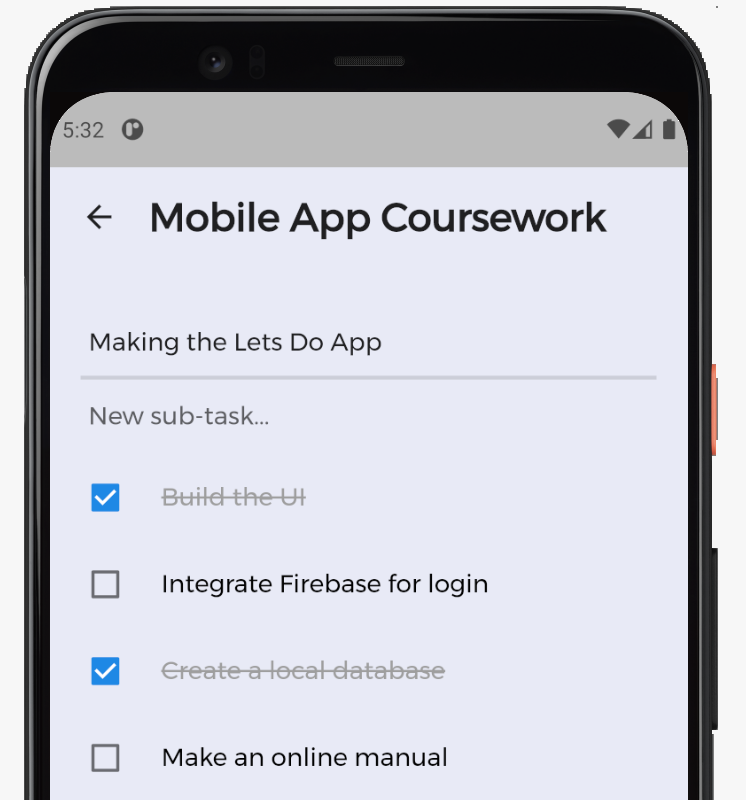 5:32
Mobile App Coursework
Making the Lets Do App
New sub-task...
Build the UI
Integrate Firebase for login
Create a local database
Make an online manual